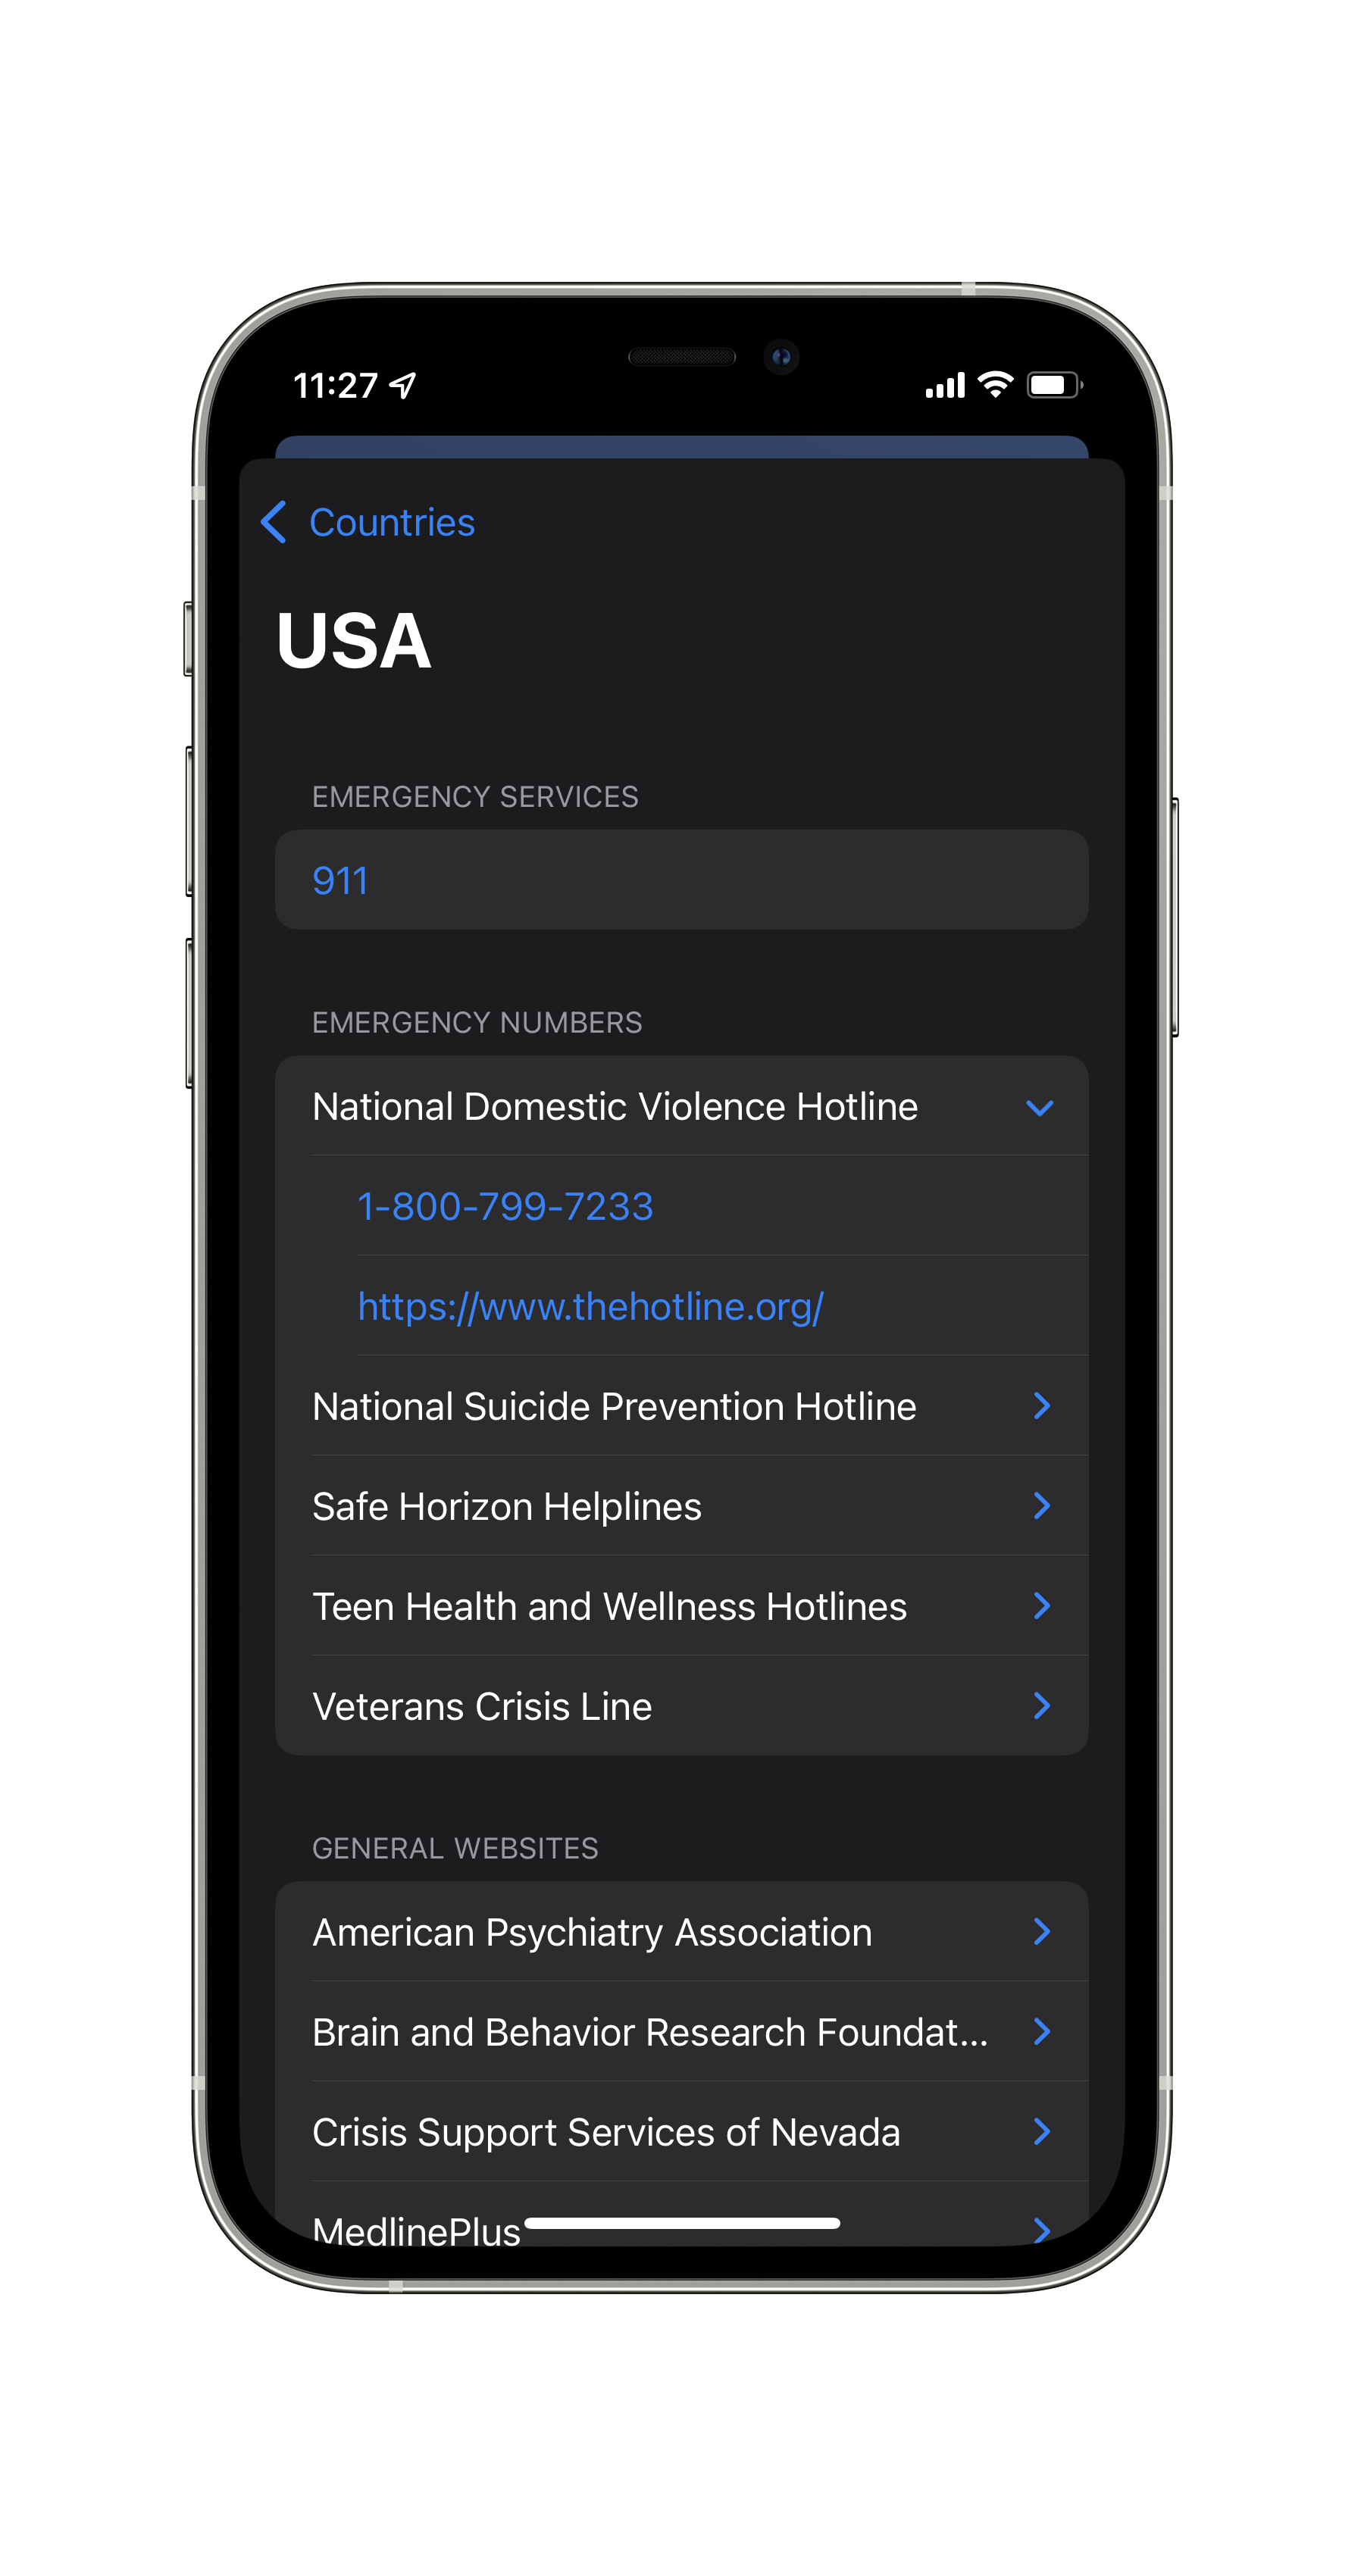 11:27
Countries
USA
EMERGENCY SERVICES
911
EMERGENCY NUMBERS
National Domestic Violence Hotline
1-800-799-7233
https://www.thehotline.org/
National Suicide Prevention Hotline
Safe Horizon Helplines
Teen Health and Wellness Hotlines
Veterans Crisis Line
GENERAL WEBSITES
American Psychiatry Association
Brain and Behavior Research Foundat...
Crisis Support Services of Nevada
MedlinePlus